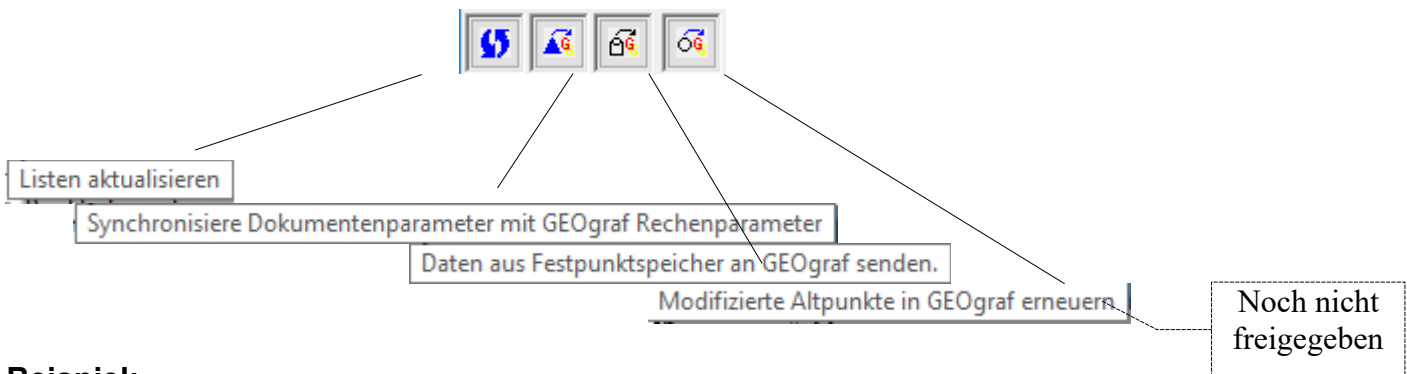 G
G
G
Listen aktualisieren
Synchronisiere Dokumentenparameter mit GEOgraf Rechenparameter
Daten aus Festpunktspeicher an GEOgraf senden.
Modifizierte Altpunkte in GEOgraf erneuern
Noch nicht
freigegeben